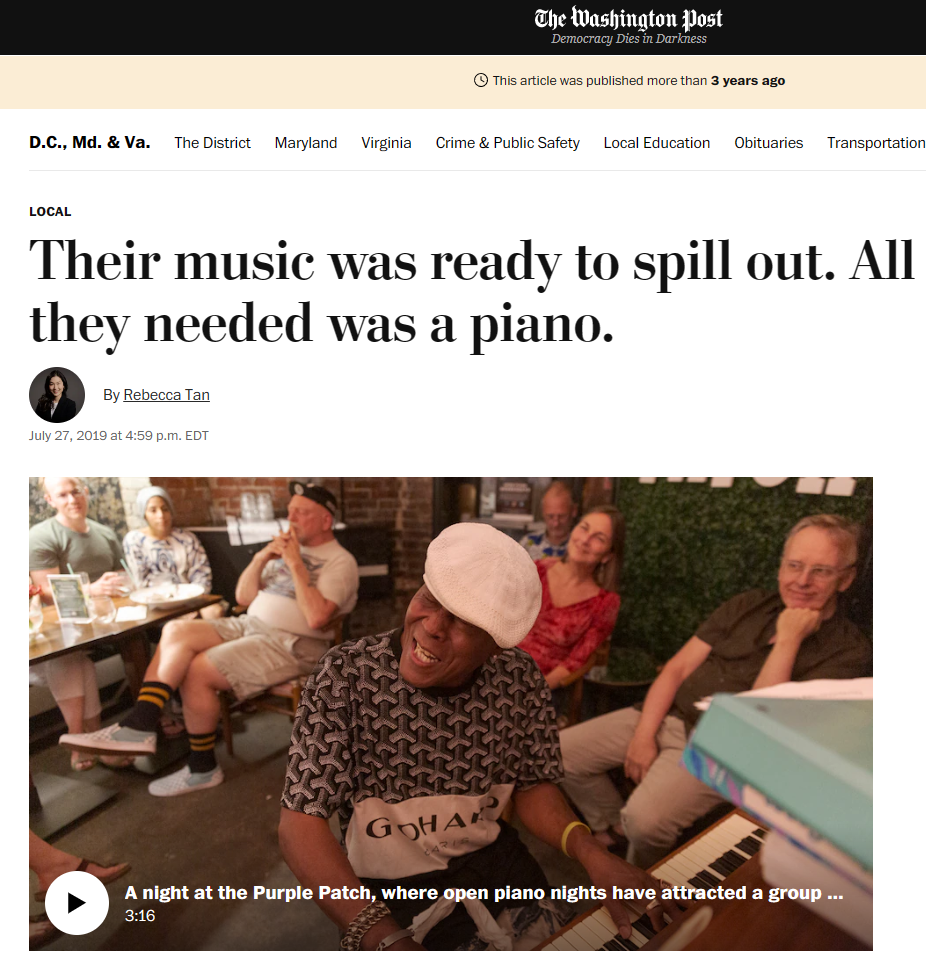 The Washington Post
Democracy Dies in Darkness
This article was published more than 3 years ago
D.C., Md. & Va. The District Maryland Virginia Crime & Public Safety Local Education Obituaries Transportation
LOCAL
Their music was ready to spill out. All
they needed was a piano.
By Rebecca Tan
July 27, 2019 at 4:59 p.m. EDT
A night at the Purple Patch, where open piano nights have attracted a group ...
3:16